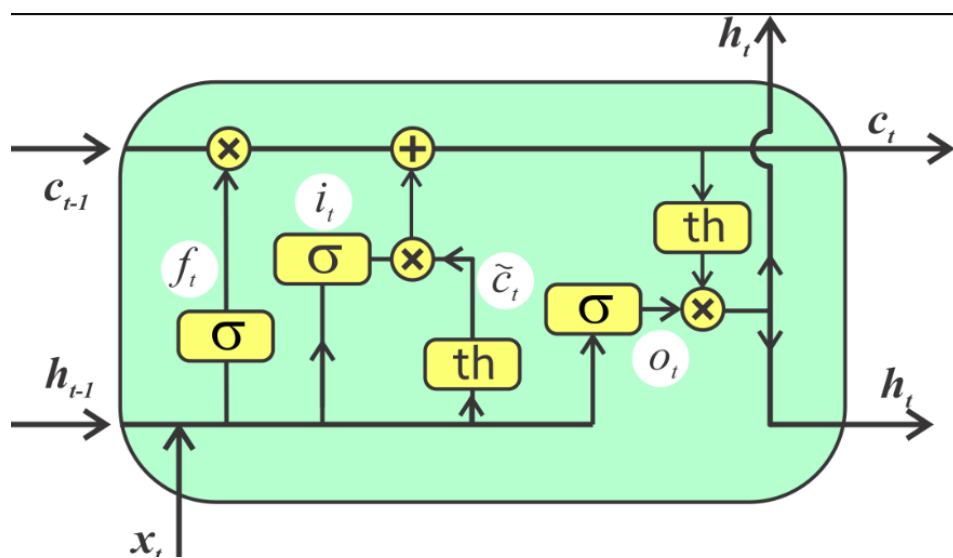 h_t
× + c_t
c_{t-1}
i_t th
f_t σ × c̃_t
σ ×
σ th o_t
h_{t-1} h_t
x_t